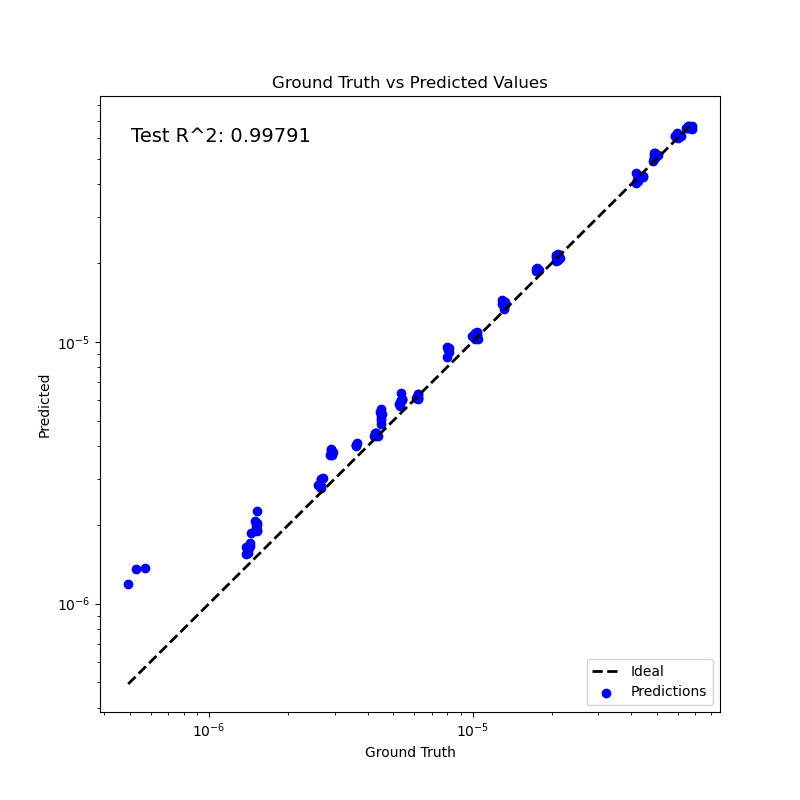 Ground Truth vs Predicted Values
Test R^2: 0.99791
Predicted
10⁻⁵
10⁻⁶
Ideal
Predictions
10⁻⁶
10⁻⁵
Ground Truth